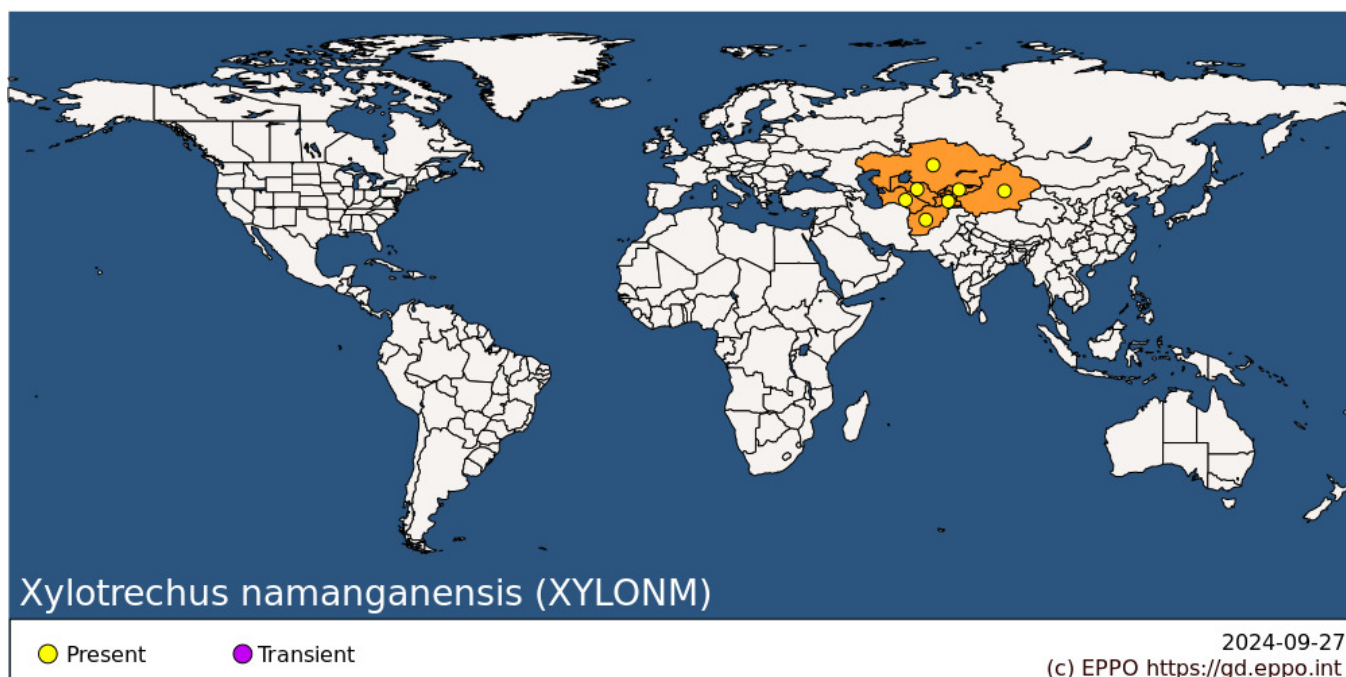 Xylotrechus namanganensis (XYLONM)
Present
Transient
2024-09-27
(c) EPPO https://gd.eppo.int